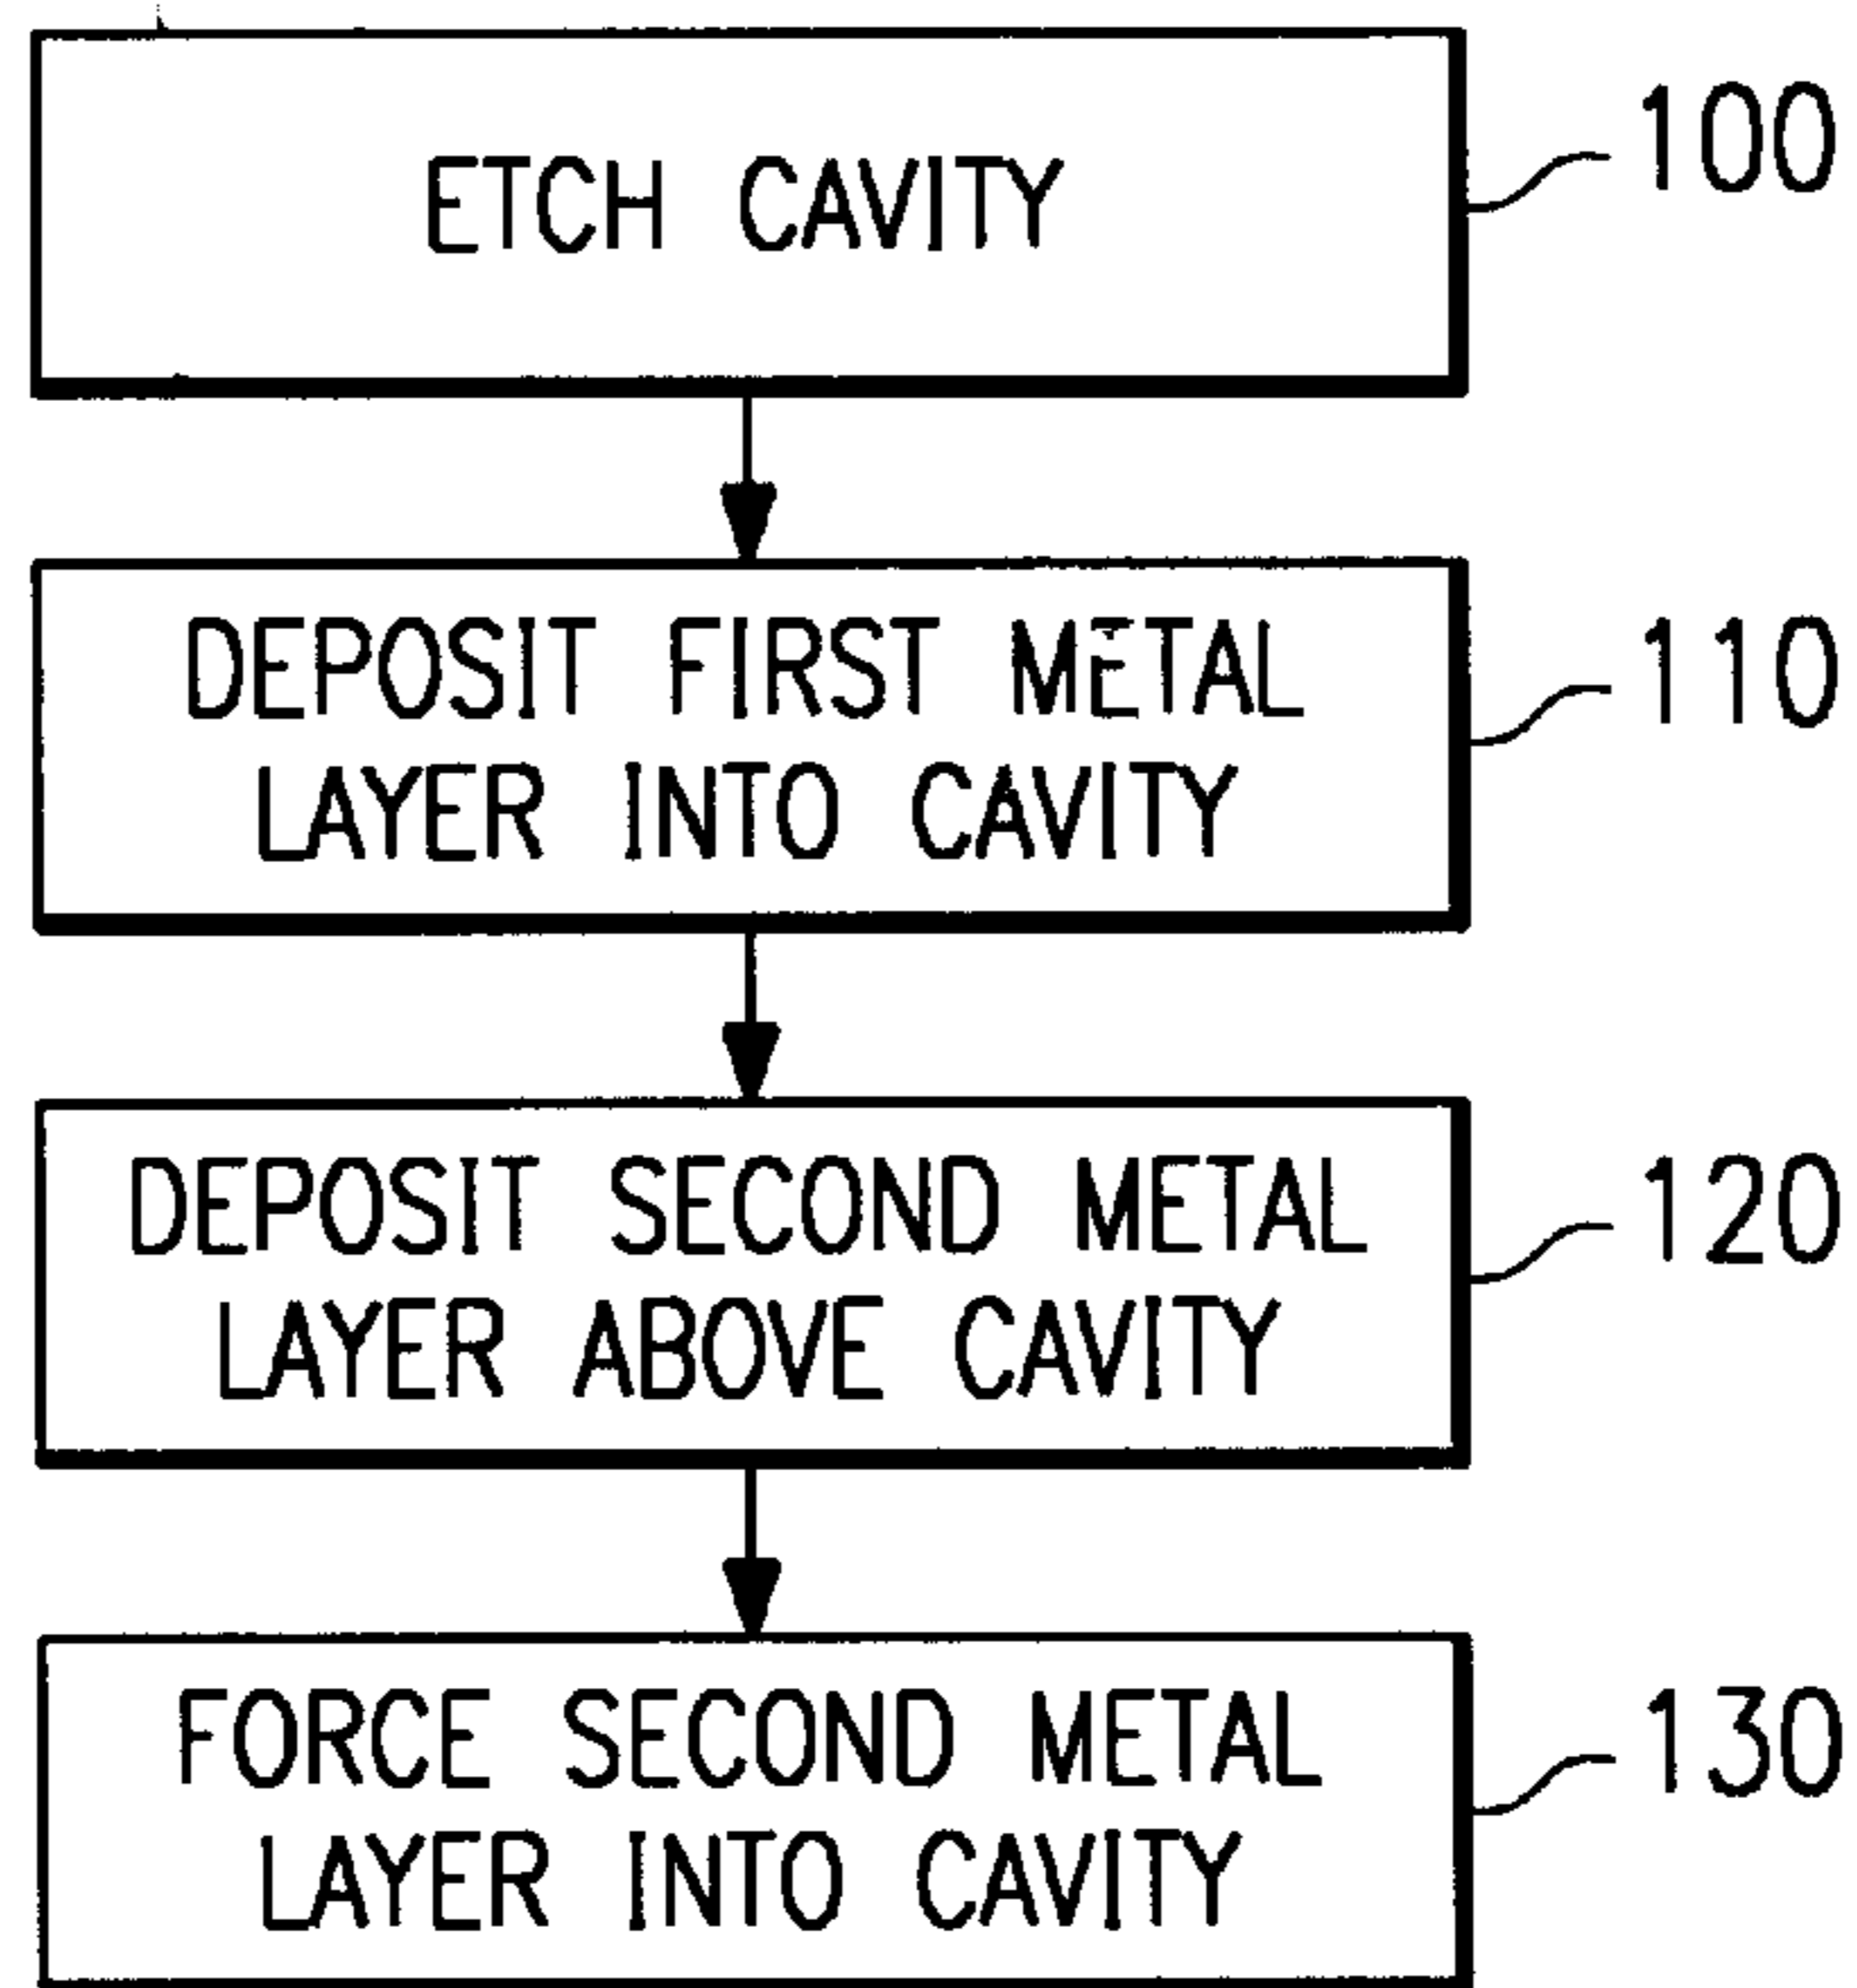 ETCH CAVITY
100
DEPOSIT FIRST METAL
LAYER INTO CAVITY
110
DEPOSIT SECOND METAL
LAYER ABOVE CAVITY
120
FORCE SECOND METAL
LAYER INTO CAVITY
130